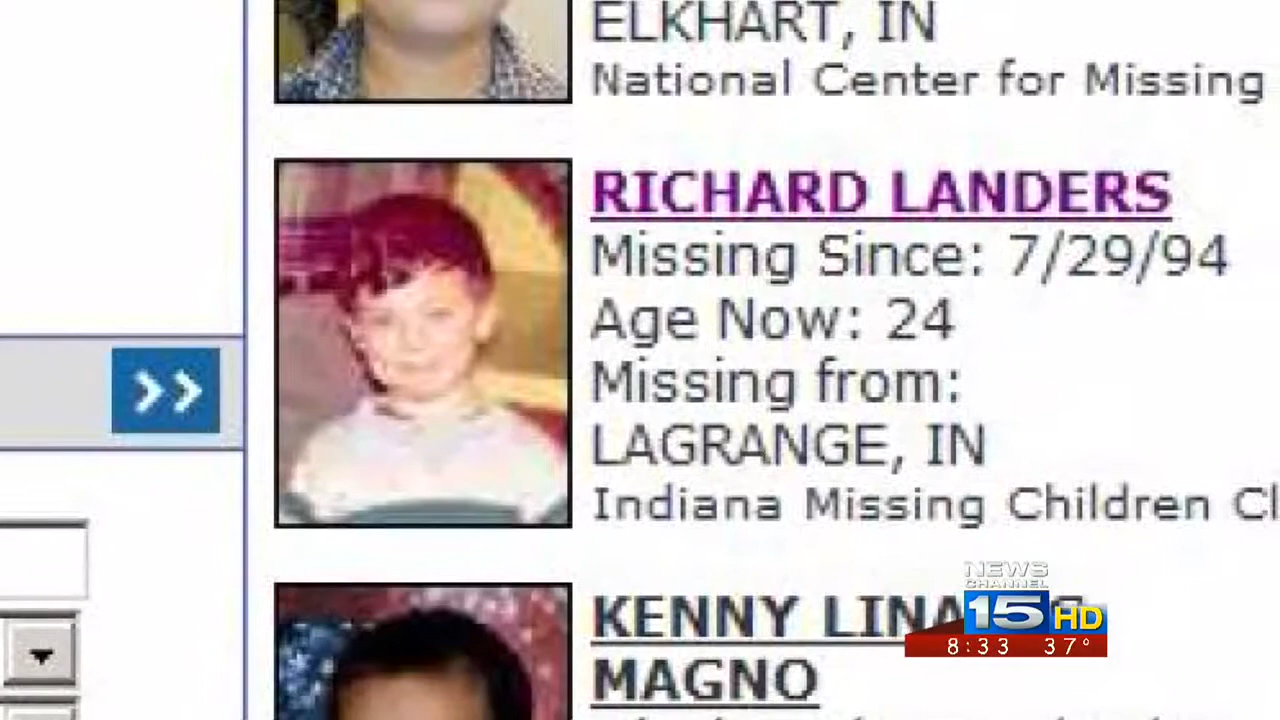 ELKHART, IN
National Center for Missing
RICHARD LANDERS
Missing Since: 7/29/94
Age Now: 24
Missing from:
LAGRANGE, IN
Indiana Missing Children
KENNY
MAGNO
NEWS
CHANNEL
15 HD
8:33 37°